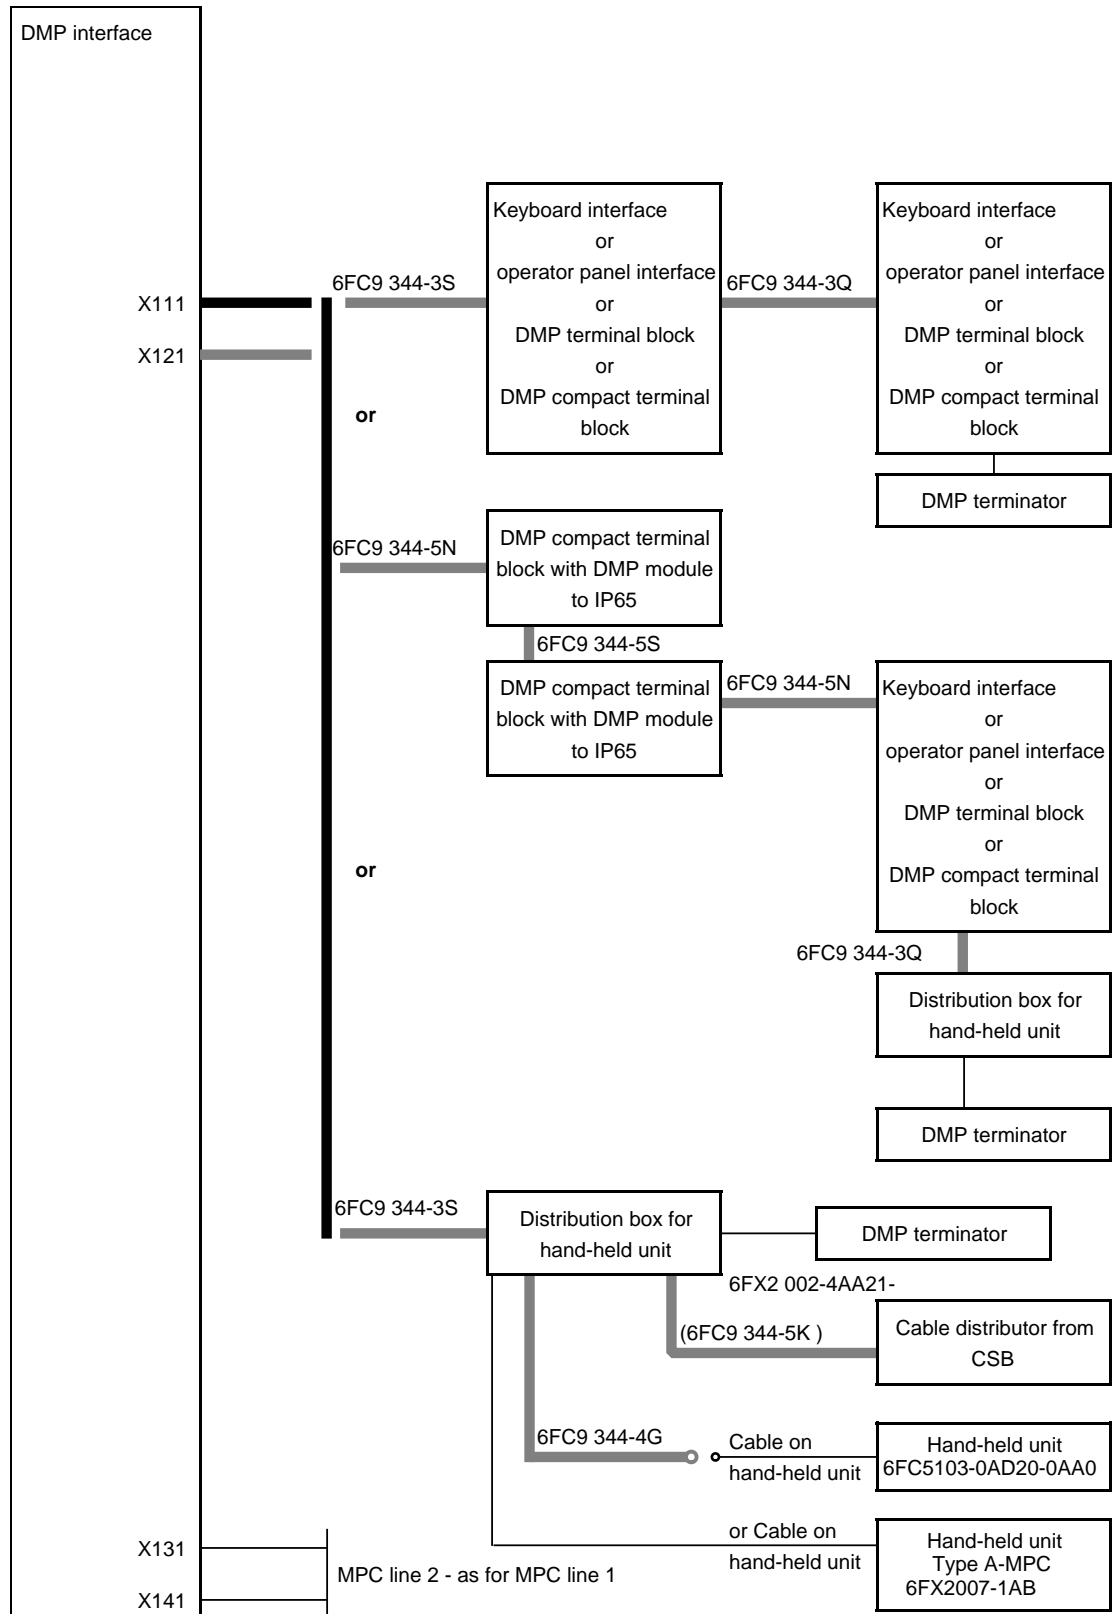 DMP interface
Keyboard interface
or
operator panel interface
or
DMP terminal block
or
DMP compact terminal
block
Keyboard interface
or
operator panel interface
or
DMP terminal block
or
DMP compact terminal
block
6FC9 344-3S
6FC9 344-3Q
X111
X121
or
DMP terminator
6FC9 344-5N
DMP compact terminal
block with DMP module
to IP65
6FC9 344-5S
DMP compact terminal
block with DMP module
to IP65
6FC9 344-5N
Keyboard interface
or
operator panel interface
or
DMP terminal block
or
DMP compact terminal
block
or
6FC9 344-3Q
Distribution box for
hand-held unit
DMP terminator
6FC9 344-3S
Distribution box for
hand-held unit
DMP terminator
6FX2 002-4AA21-
(6FC9 344-5K )
Cable distributor from
CSB
6FC9 344-4G
Cable on
hand-held unit
Hand-held unit
6FC5103-0AD20-0AA0
or Cable on
hand-held unit
Hand-held unit
Type A-MPC
6FX2007-1AB
X131
MPC line 2 - as for MPC line 1
X141